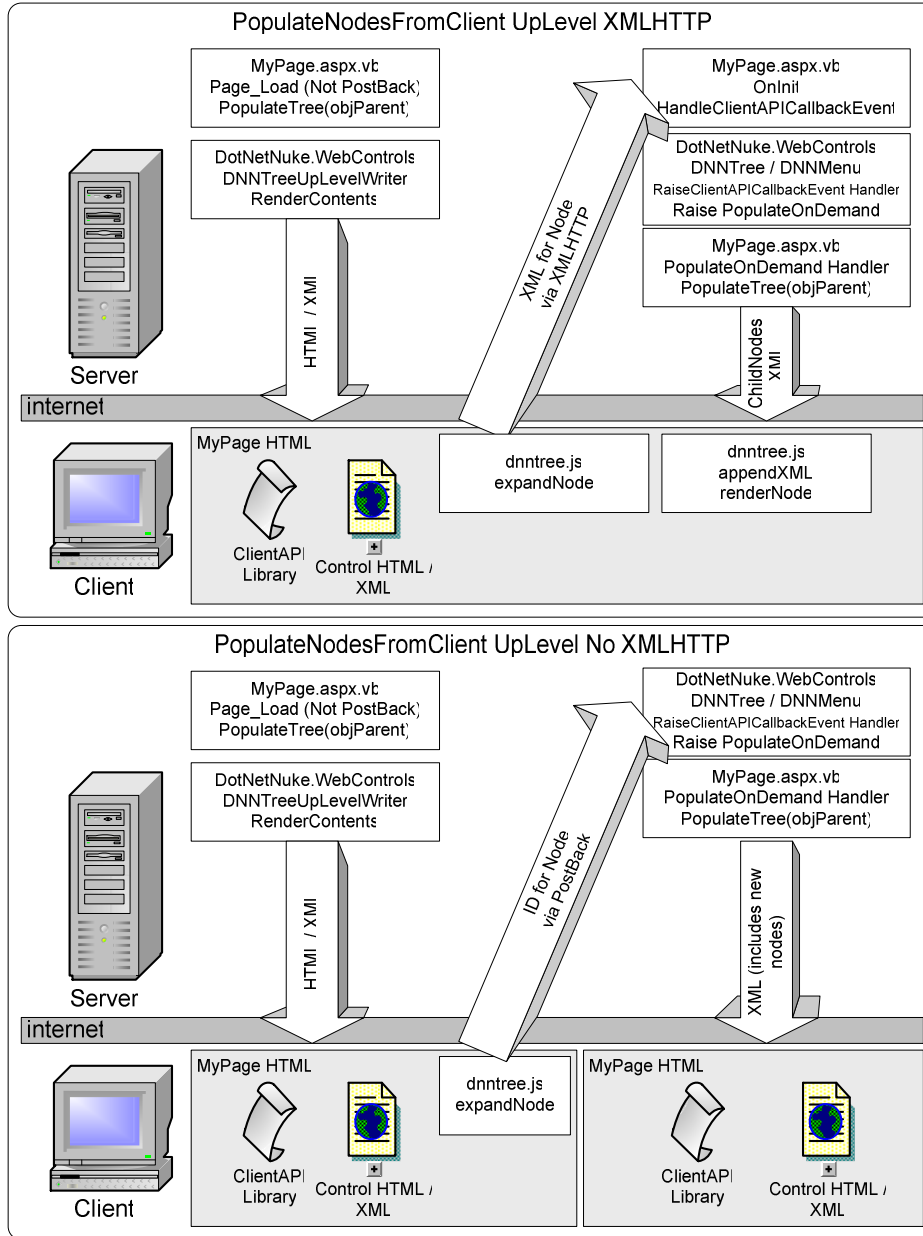 PopulateNodesFromClient UpLevel XMLHTTP
MyPage.aspx.vb
Page_Load (Not PostBack)
PopulateTree(objParent)
DotNetNuke.WebControls
DNNTreeUpLevelWriter
RenderContents
HTMl / XMl
XML for Node
via XMLHTTP
MyPage.aspx.vb
OnInit
HandleClientAPICallbackEvent
DotNetNuke.WebControls
DNNTree / DNNMenu
RaiseClientAPICallbackEvent Handler
Raise PopulateOnDemand
MyPage.aspx.vb
PopulateOnDemand Handler
PopulateTree(objParent)
ChildNodes
XMl
Server
internet
MyPage HTML
ClientAPI
Library
Control HTML /
XML
dnntree.js
expandNode
dnntree.js
appendXML
renderNode
Client
PopulateNodesFromClient UpLevel No XMLHTTP
MyPage.aspx.vb
Page_Load (Not PostBack)
PopulateTree(objParent)
DotNetNuke.WebControls
DNNTreeUpLevelWriter
RenderContents
HTMl / XMl
ID for Node
via PostBack
DotNetNuke.WebControls
DNNTree / DNNMenu
RaiseClientAPICallbackEvent Handler
Raise PopulateOnDemand
MyPage.aspx.vb
PopulateOnDemand Handler
PopulateTree(objParent)
XML (includes new
nodes)
Server
internet
MyPage HTML
ClientAPI
Library
Control HTML /
XML
dnntree.js
expandNode
MyPage HTML
ClientAPI
Library
Control HTML /
XML
Client